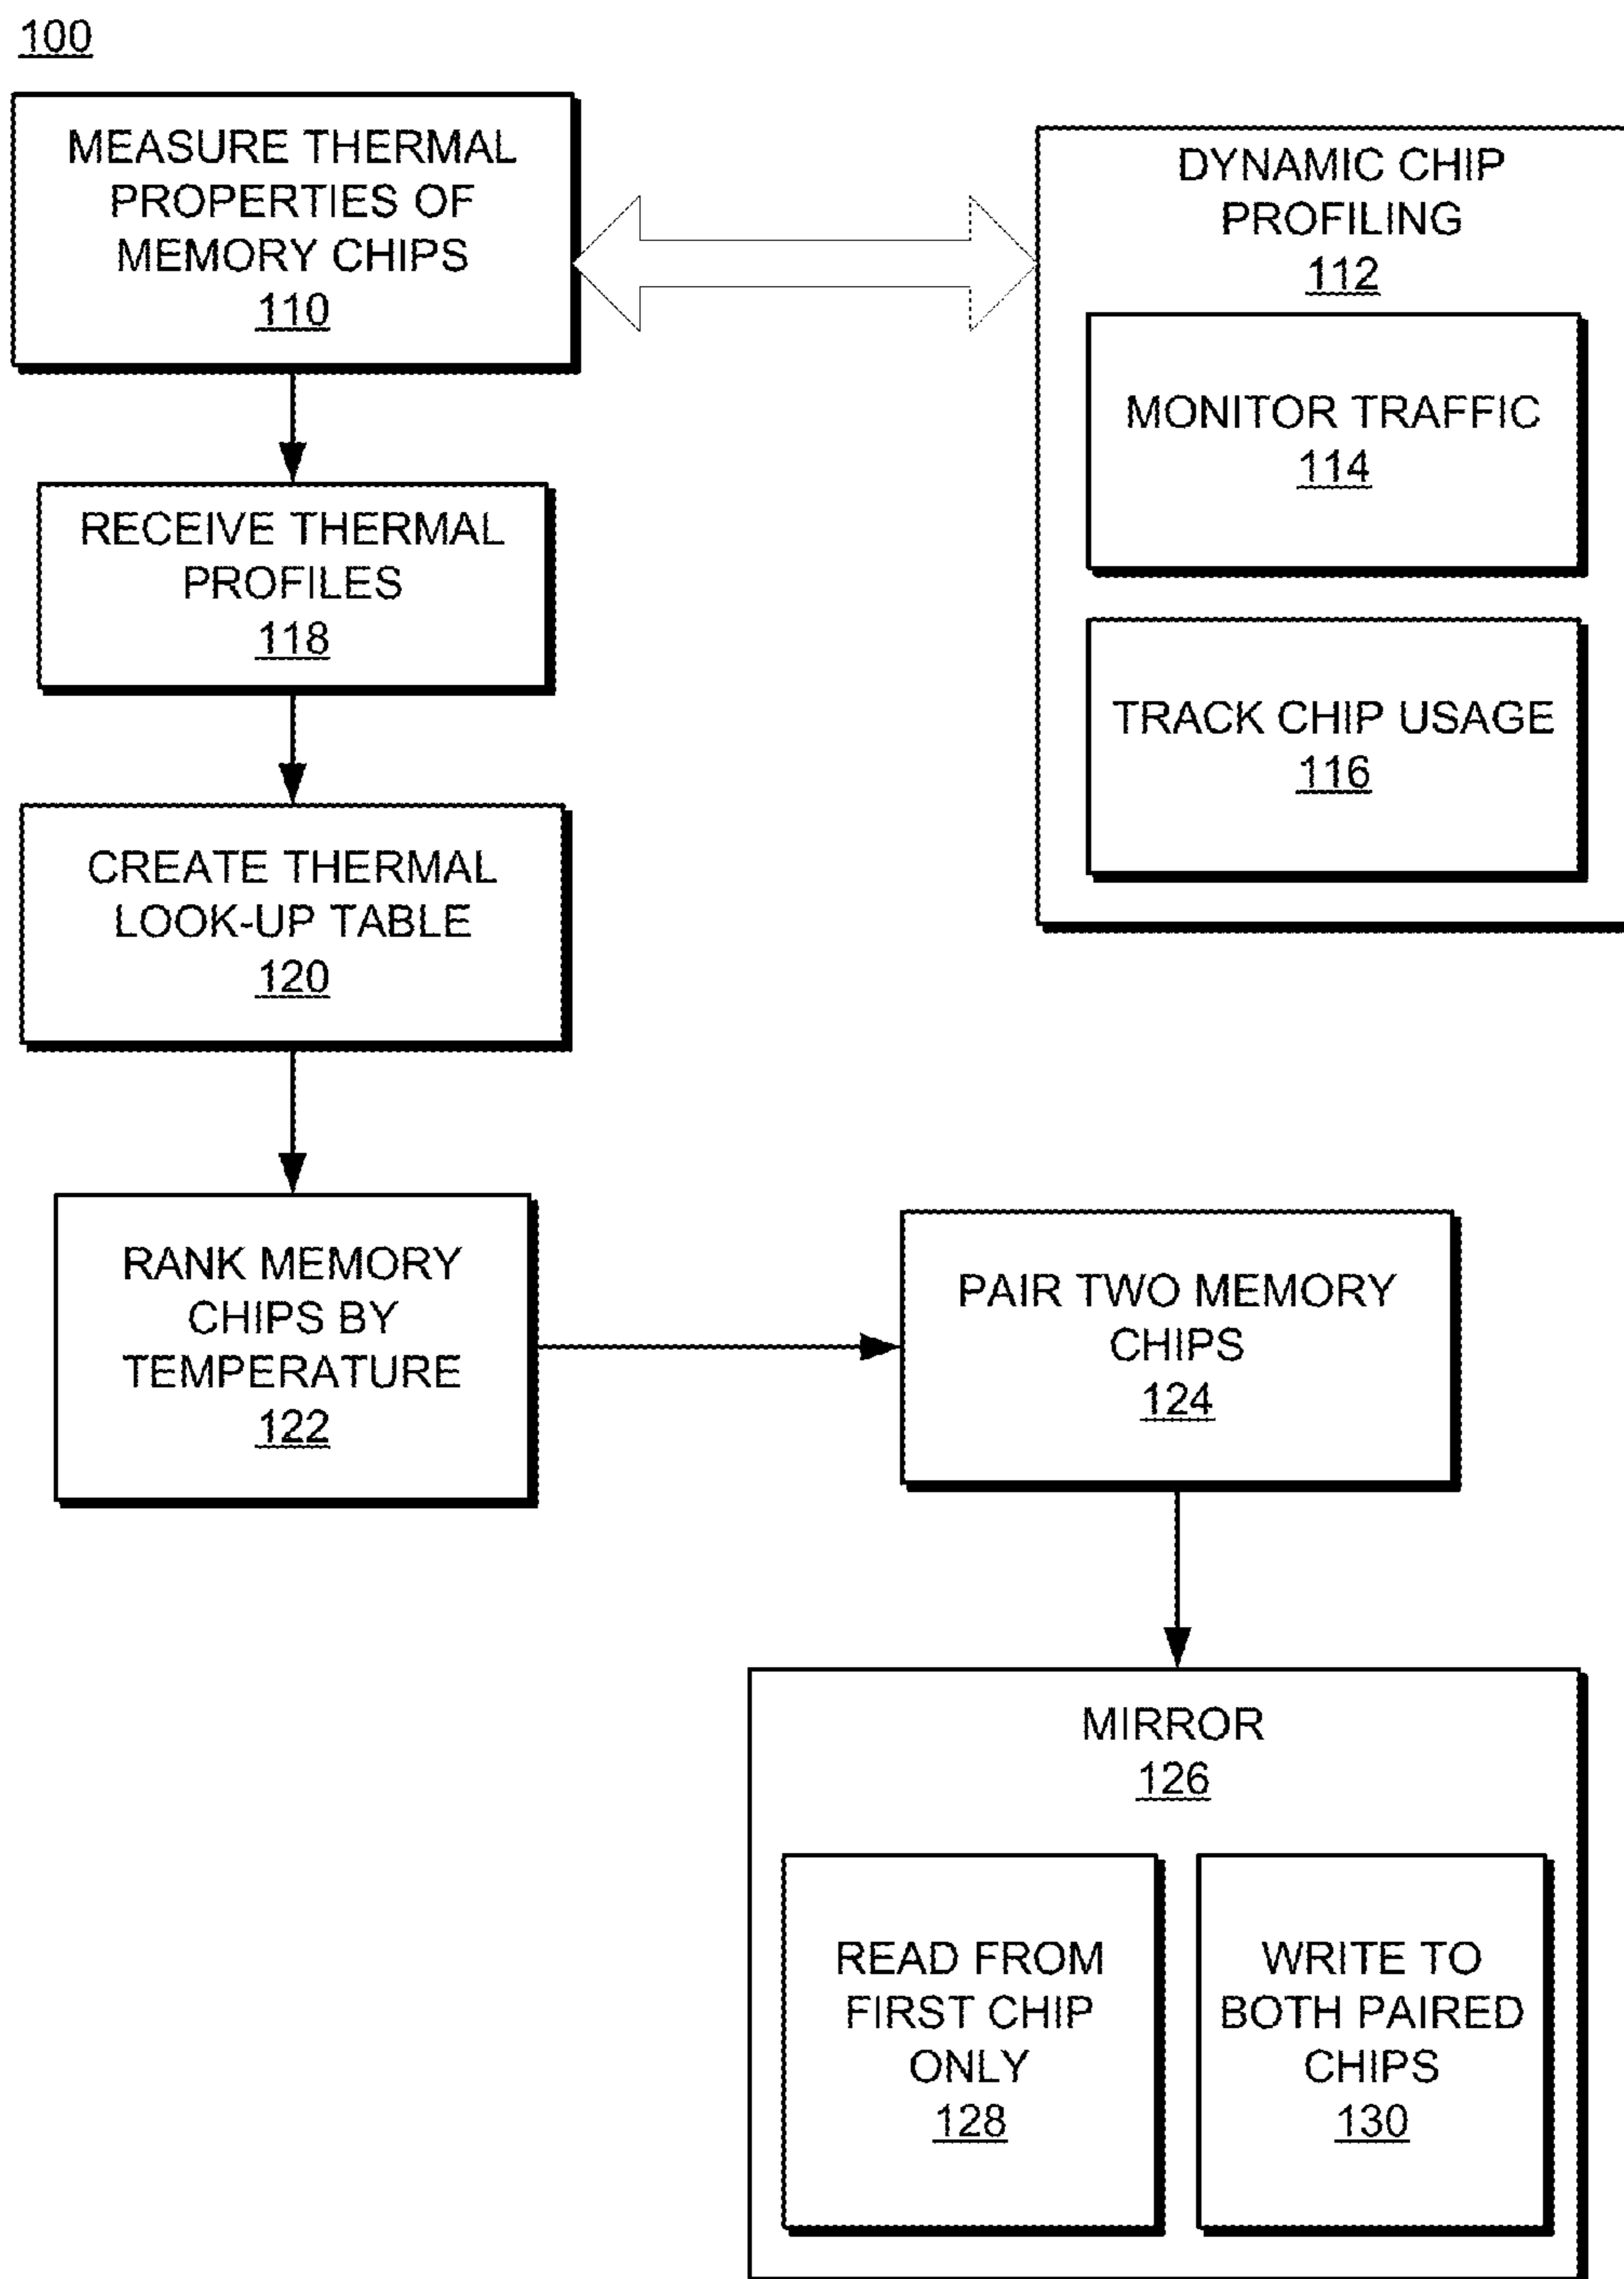 100
MEASURE THERMAL
PROPERTIES OF
MEMORY CHIPS
110
DYNAMIC CHIP
PROFILING
112
MONITOR TRAFFIC
114
TRACK CHIP USAGE
116
RECEIVE THERMAL
PROFILES
118
CREATE THERMAL
LOOK-UP TABLE
120
RANK MEMORY
CHIPS BY
TEMPERATURE
122
PAIR TWO MEMORY
CHIPS
124
MIRROR
126
READ FROM
FIRST CHIP
ONLY
128
WRITE TO
BOTH PAIRED
CHIPS
130